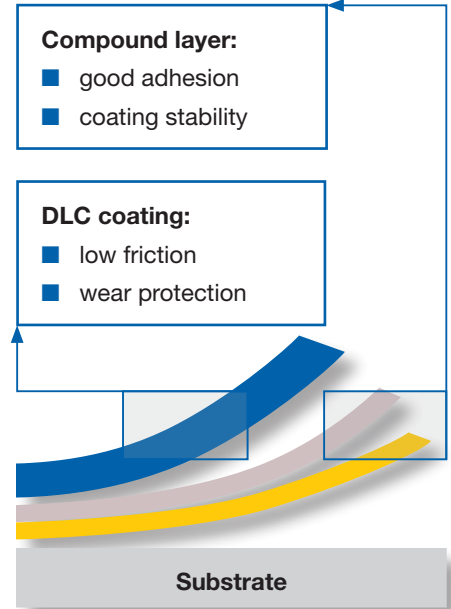 Compound layer:
good adhesion
coating stability
DLC coating:
low friction
wear protection
Substrate